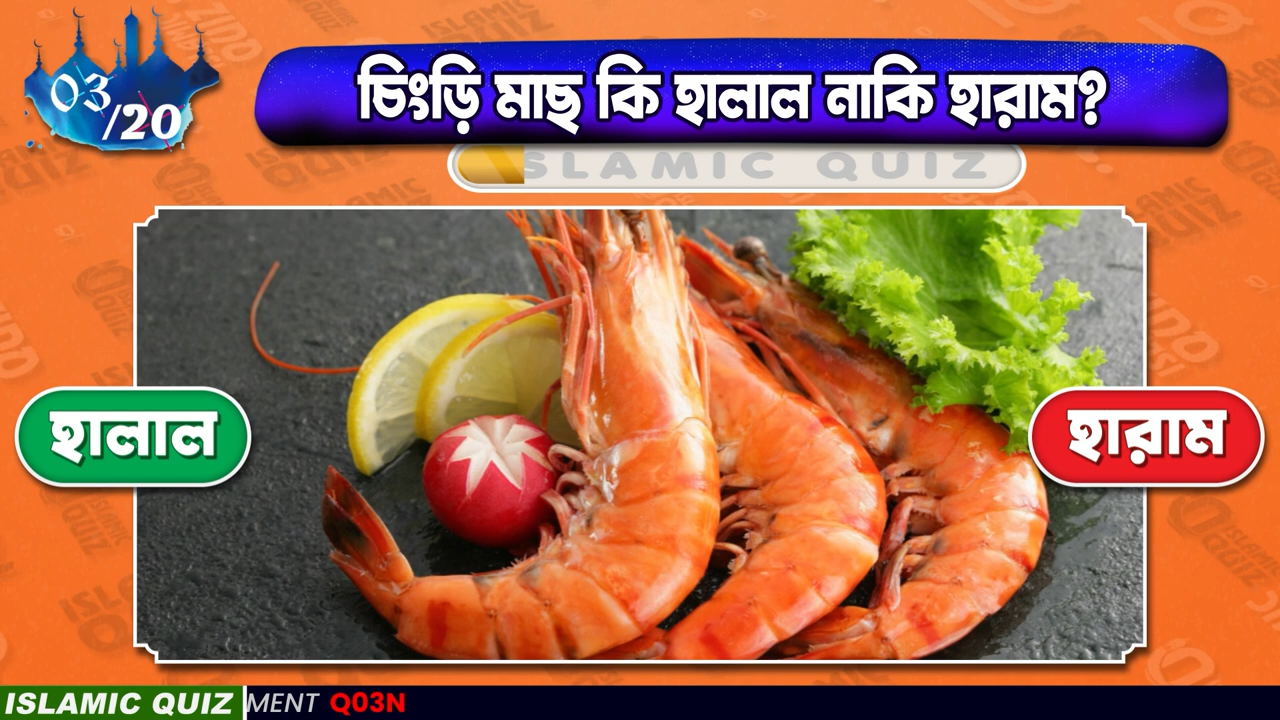 03/20
চিংড়ি মাছ কি হালাল নাকি হারাম?
ISLAMIC QUIZ
হালাল
হারাম
ISLAMIC QUIZ MENT Q03N